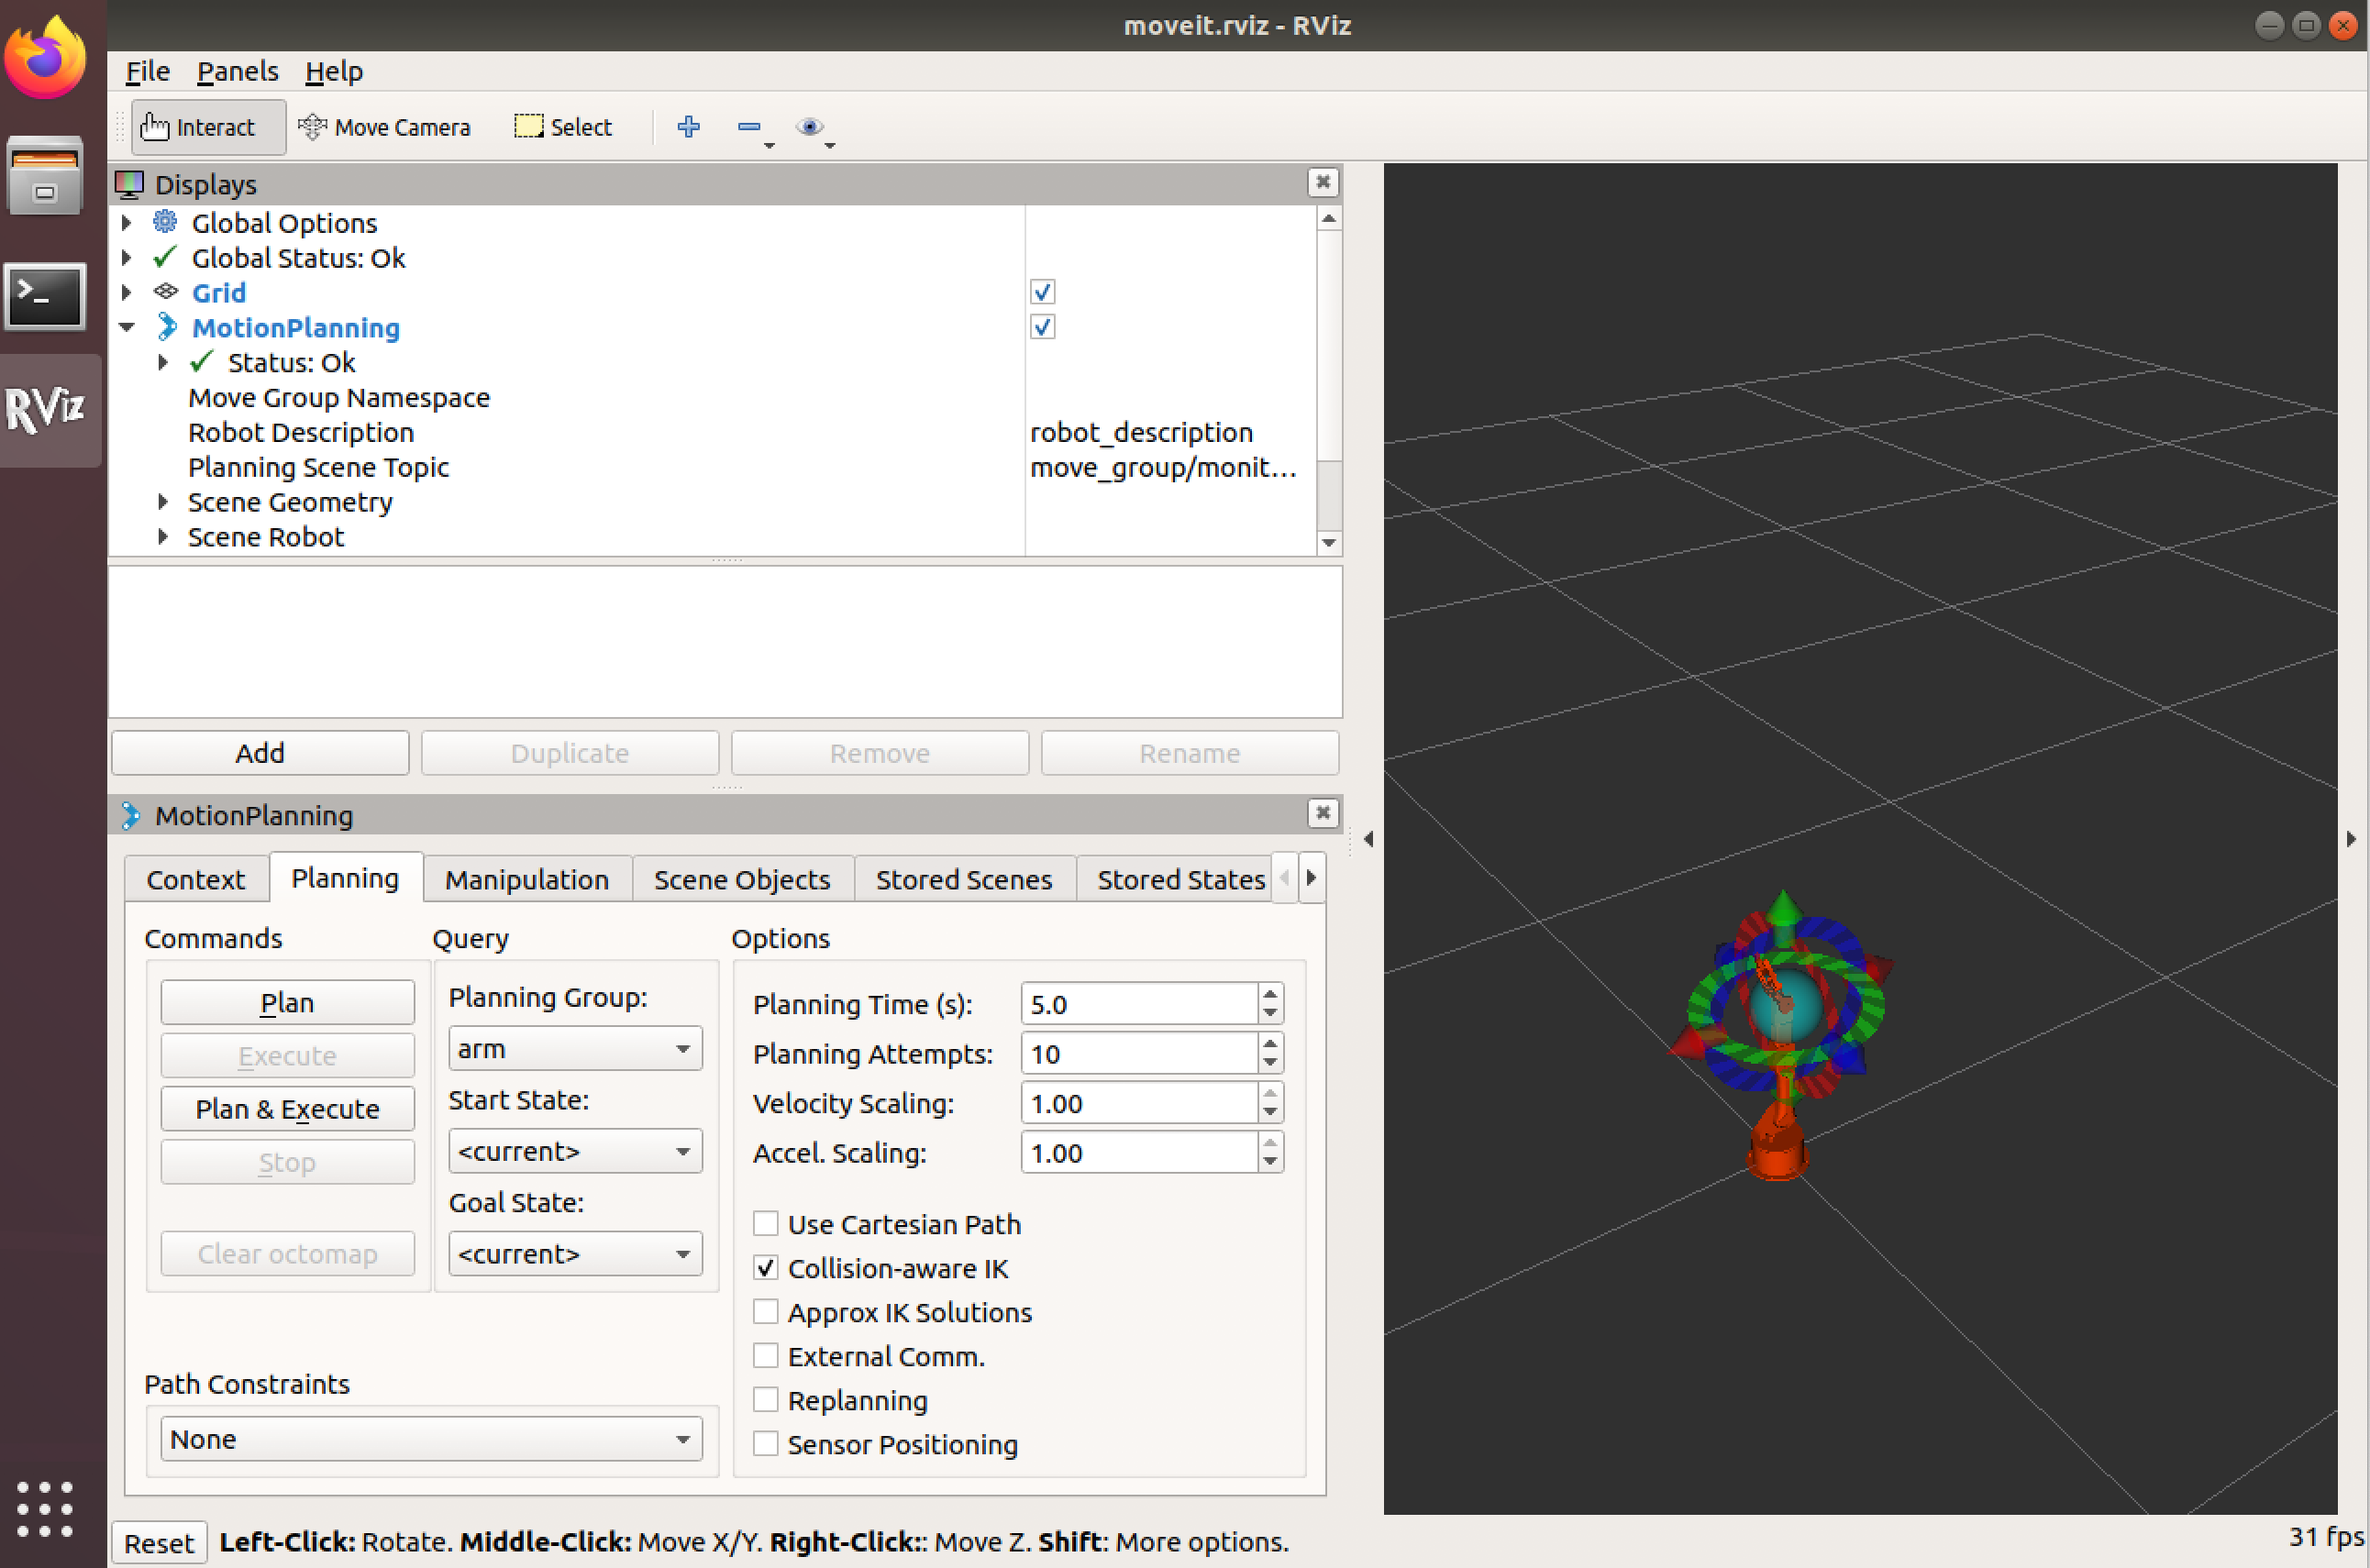 moveit.rviz - RViz
File Panels Help
Interact Move Camera Select
RViz
Displays
Global Options
Global Status: Ok
Grid
MotionPlanning
Status: Ok
Move Group Namespace
Robot Description robot_description
Planning Scene Topic move_group/monit...
Scene Geometry
Scene Robot
Add Duplicate Remove Rename
MotionPlanning
Context Planning Manipulation Scene Objects Stored Scenes Stored States
Commands
Plan
Execute
Plan & Execute
Stop
Clear octomap
Query
Planning Group:
arm
Start State:
<current>
Goal State:
<current>
Path Constraints
None
Options
Planning Time (s): 5.0
Planning Attempts: 10
Velocity Scaling: 1.00
Accel. Scaling: 1.00
Use Cartesian Path
Collision-aware IK
Approx IK Solutions
External Comm.
Replanning
Sensor Positioning
Reset Left-Click: Rotate. Middle-Click: Move X/Y. Right-Click:: Move Z. Shift: More options.
31 fps